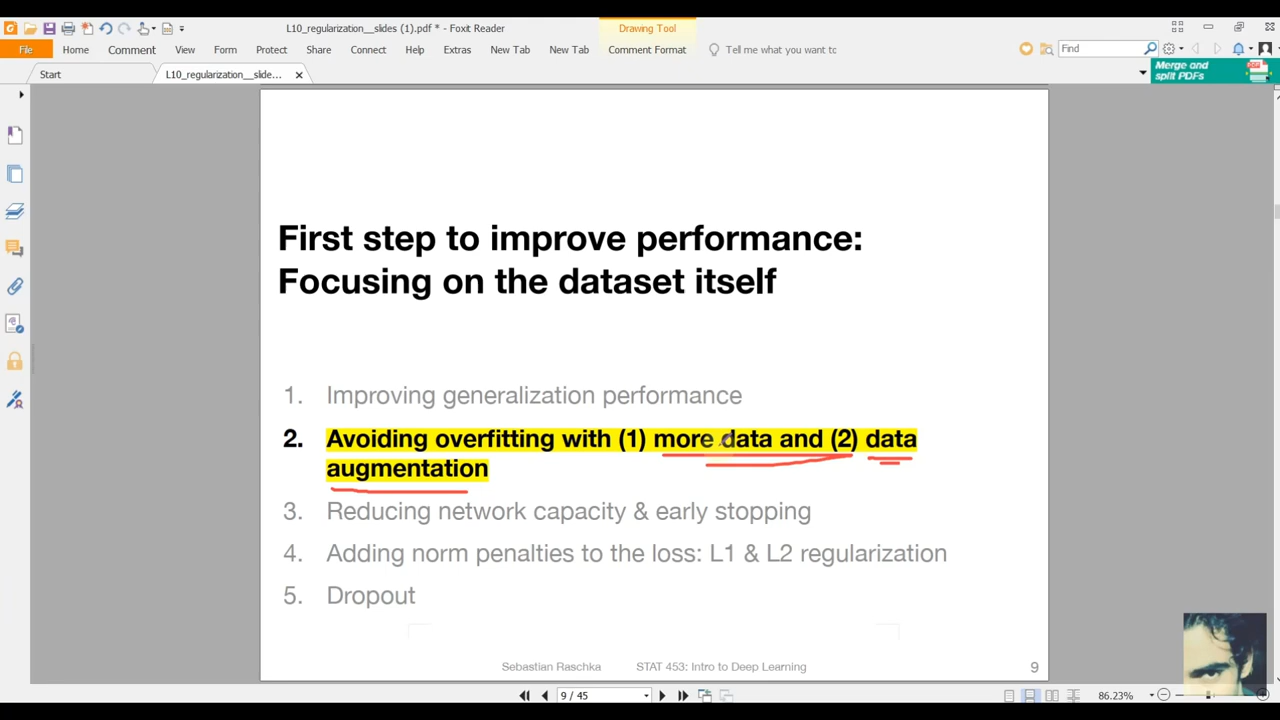 L10_regularization__slides (1).pdf * - Foxit Reader
Drawing Tool
File Home Comment View Form Protect Share Connect Help Extras New Tab New Tab Comment Format Tell me what you want to Find
Start L10_regularization__slide...
Merge and
split PDFs
First step to improve performance:
Focusing on the dataset itself
1. Improving generalization performance
2. Avoiding overfitting with (1) more data and (2) data
augmentation
3. Reducing network capacity & early stopping
4. Adding norm penalties to the loss: L1 & L2 regularization
5. Dropout
Sebastian Raschka STAT 453: Intro to Deep Learning 9
9 / 45 86.23%